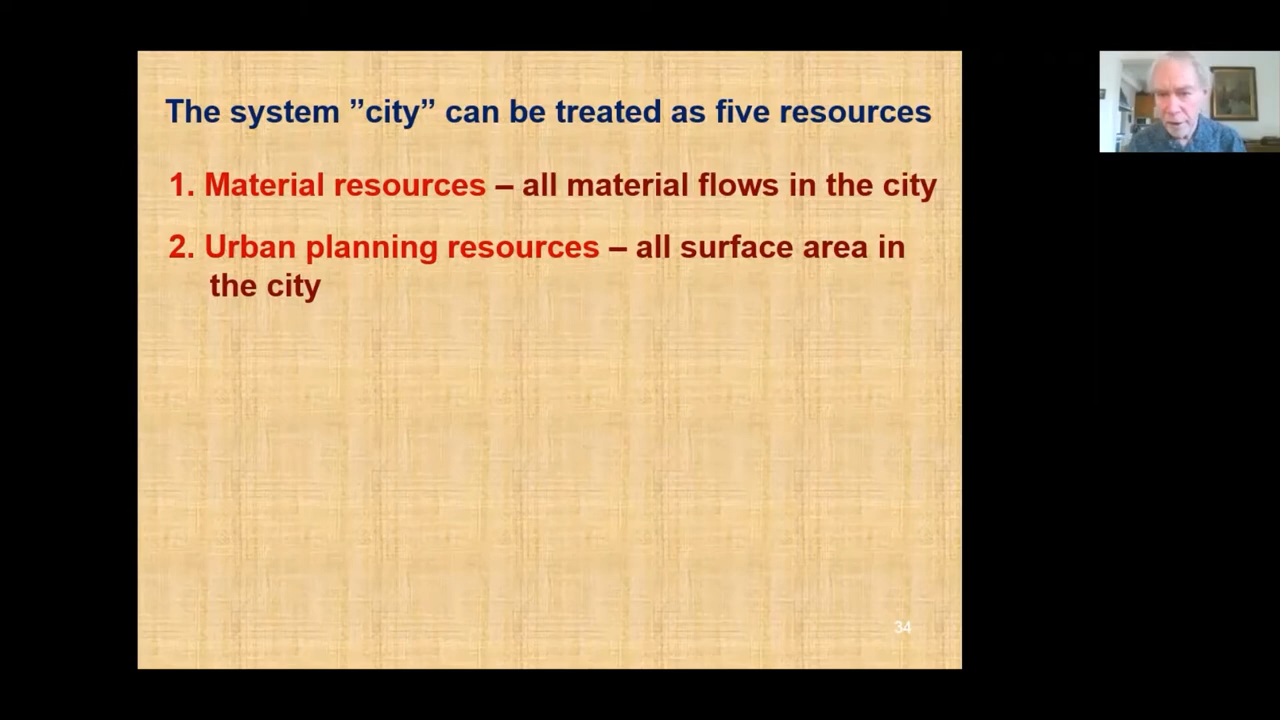 The system ”city” can be treated as five resources
1. Material resources – all material flows in the city
2. Urban planning resources – all surface area in
the city
34